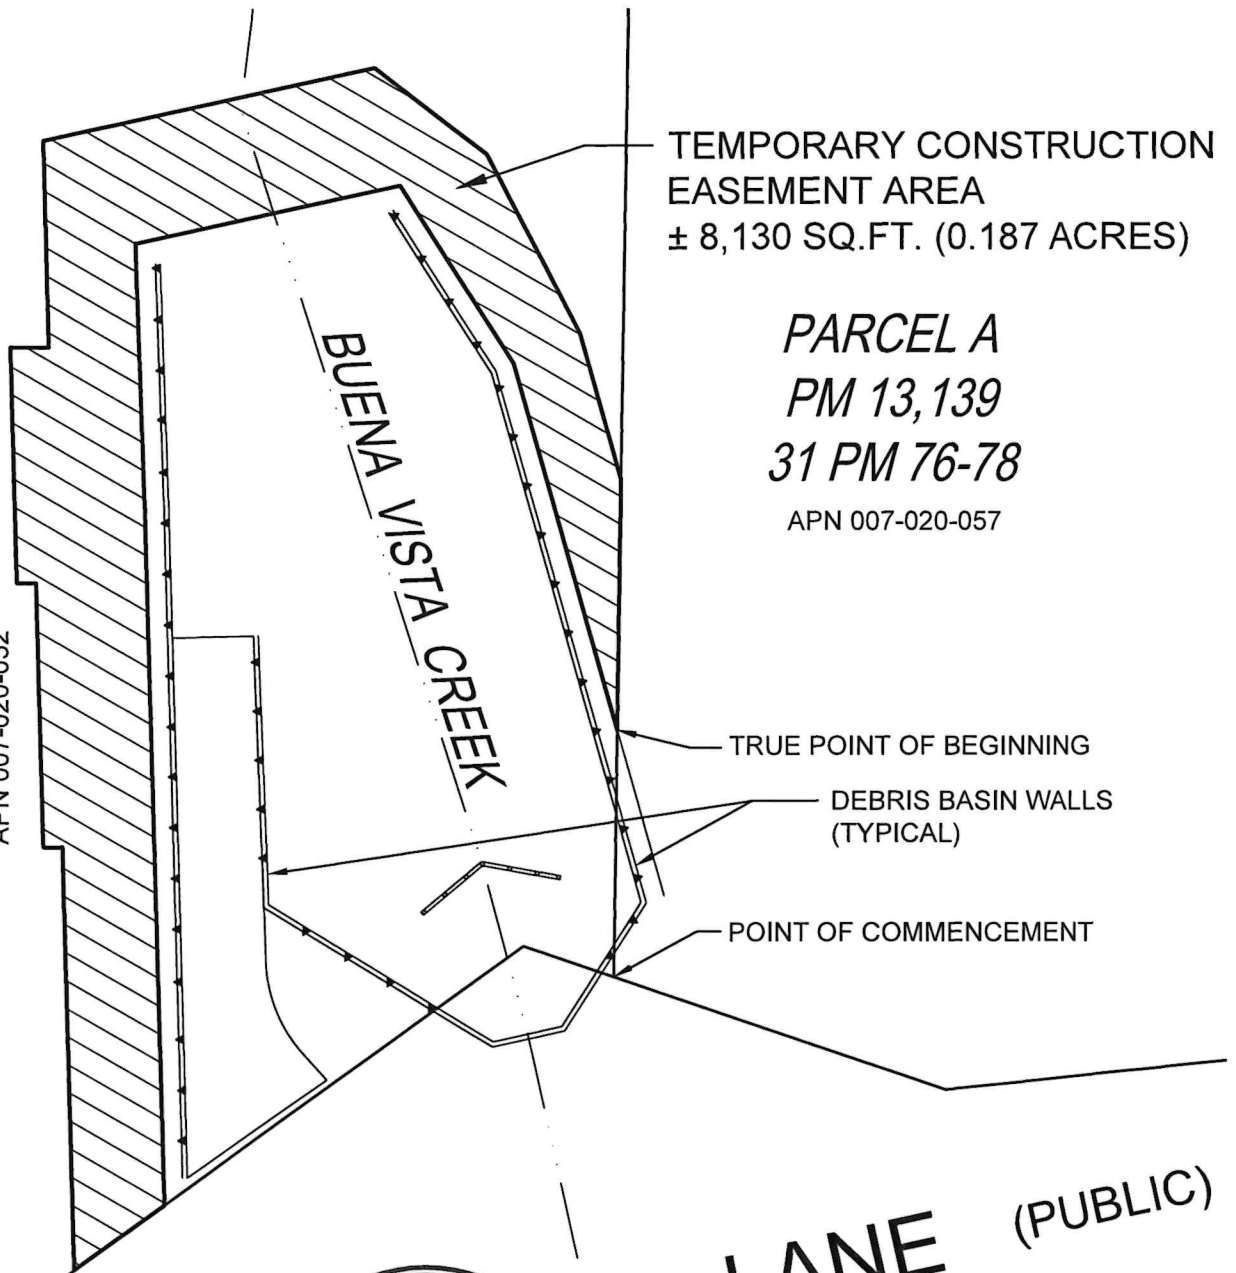 TEMPORARY CONSTRUCTION
EASEMENT AREA
± 8,130 SQ.FT. (0.187 ACRES)
PARCEL A
PM 13,139
31 PM 76-78
APN 007-020-057
BUENA VISTA CREEK
TRUE POINT OF BEGINNING
DEBRIS BASIN WALLS
(TYPICAL)
POINT OF COMMENCEMENT
LANE (PUBLIC)